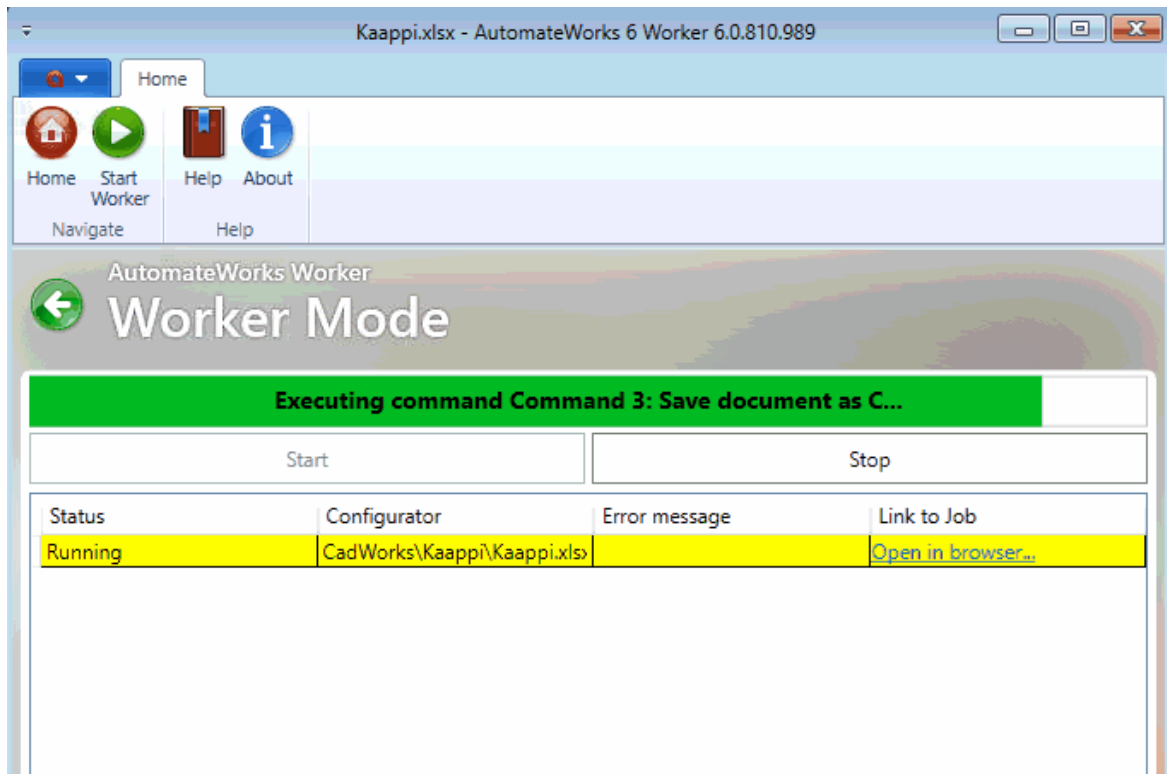 Kaappi.xlsx - AutomateWorks 6 Worker 6.0.810.989
Home
Home
Start Worker
Help
About
Navigate
Help
AutomateWorks Worker
Worker Mode
Executing command Command 3: Save document as C...
Start
Stop
Status
Configurator
Error message
Link to Job
Running
CadWorks\Kaappi\Kaappi.xls
Open in browser...